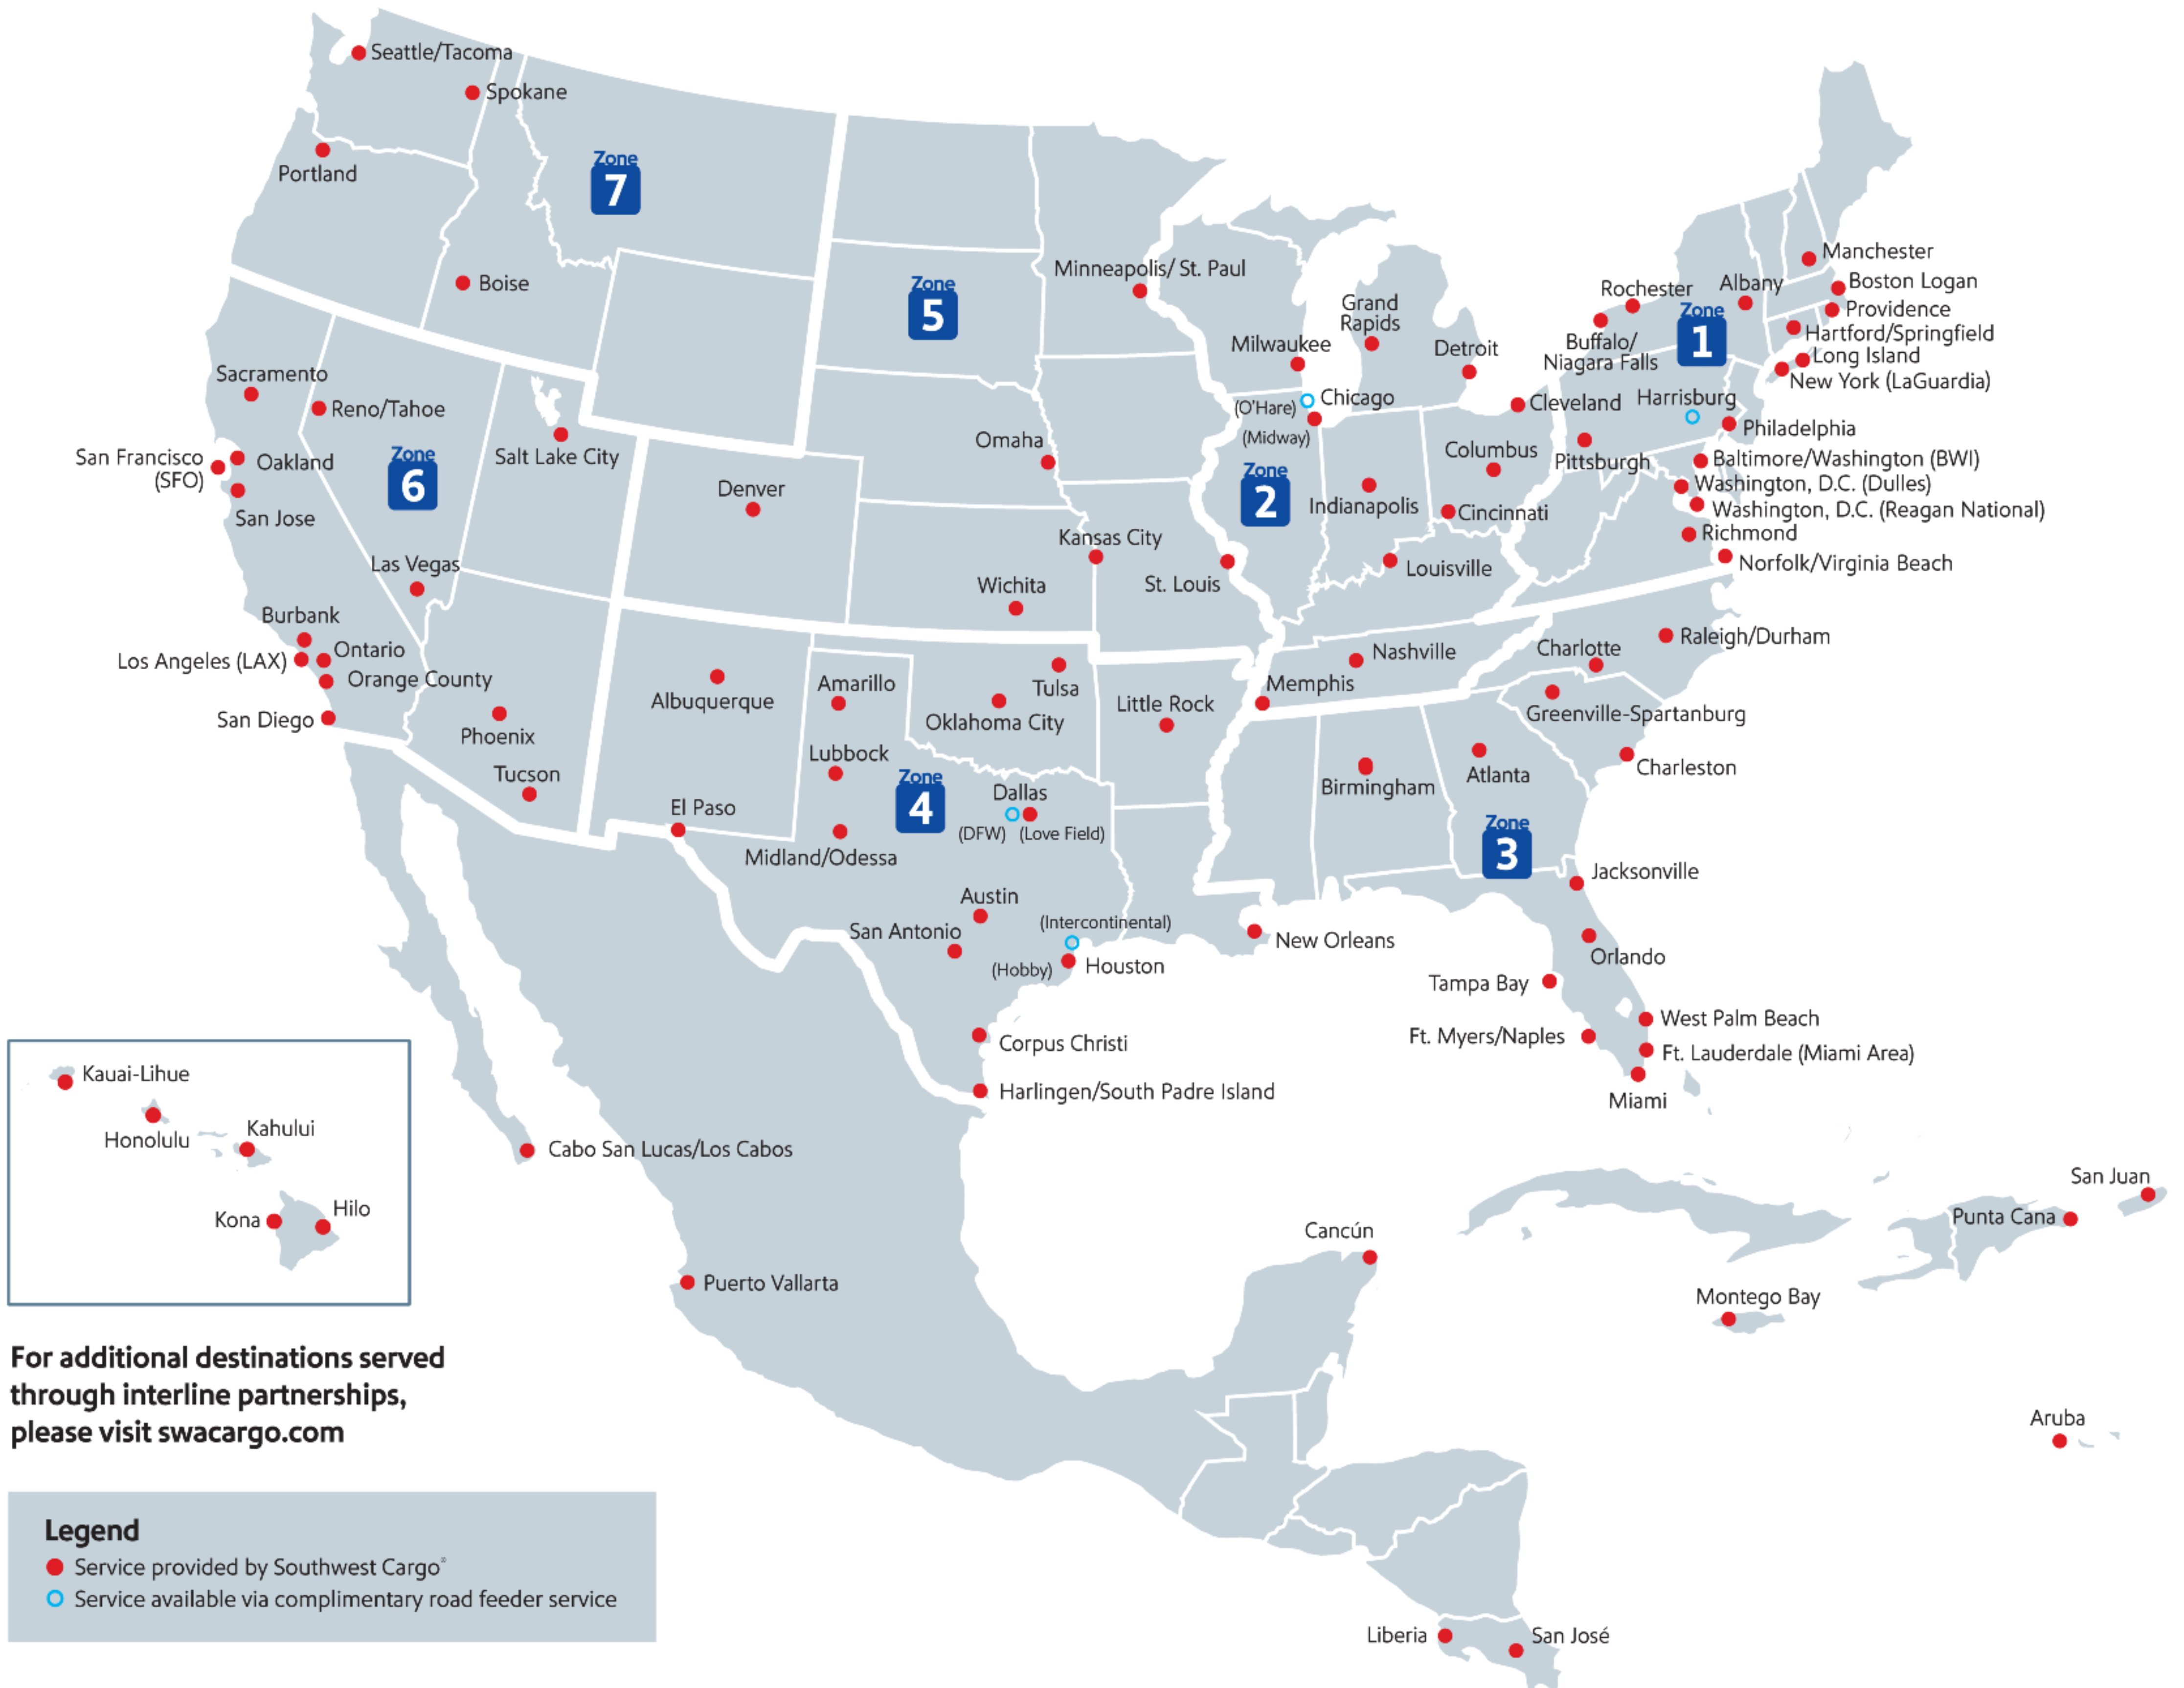 Seattle/Tacoma
Spokane
Portland
Zone
7
Boise
Zone
5
Minneapolis/ St. Paul
Grand
Rapids
Milwaukee
Detroit
Rochester
Albany
Manchester
Boston Logan
Providence
Hartford/Springfield
Long Island
New York (LaGuardia)
Zone
1
Buffalo/
Niagara Falls
Cleveland
Harrisburg
Philadelphia
Pittsburgh
Baltimore/Washington (BWI)
Washington, D.C. (Dulles)
Washington, D.C. (Reagan National)
Richmond
Norfolk/Virginia Beach
Sacramento
Reno/Tahoe
San Francisco
(SFO)
Oakland
San Jose
Zone
6
Salt Lake City
Las Vegas
Denver
Omaha
(O'Hare)
Chicago
(Midway)
Zone
2
Columbus
Indianapolis
Cincinnati
Kansas City
Wichita
St. Louis
Louisville
Burbank
Los Angeles (LAX)
Ontario
Orange County
San Diego
Phoenix
Tucson
Albuquerque
Amarillo
Lubbock
Tulsa
Oklahoma City
Little Rock
Memphis
Nashville
Charlotte
Raleigh/Durham
Greenville-Spartanburg
Charleston
Atlanta
Birmingham
Zone
3
El Paso
Midland/Odessa
Zone
4
Dallas
(DFW)
(Love Field)
Austin
San Antonio
(Intercontinental)
(Hobby)
Houston
New Orleans
Jacksonville
Orlando
Tampa Bay
West Palm Beach
Ft. Myers/Naples
Ft. Lauderdale (Miami Area)
Miami
Corpus Christi
Harlingen/South Padre Island
Kauai-Lihue
Honolulu
Kahului
Kona
Hilo
Cabo San Lucas/Los Cabos
Puerto Vallarta
Cancún
San Juan
Punta Cana
Montego Bay
Aruba
Liberia
San José
For additional destinations served
through interline partnerships,
please visit swacargo.com
Legend
Service provided by Southwest Cargo®
Service available via complimentary road feeder service